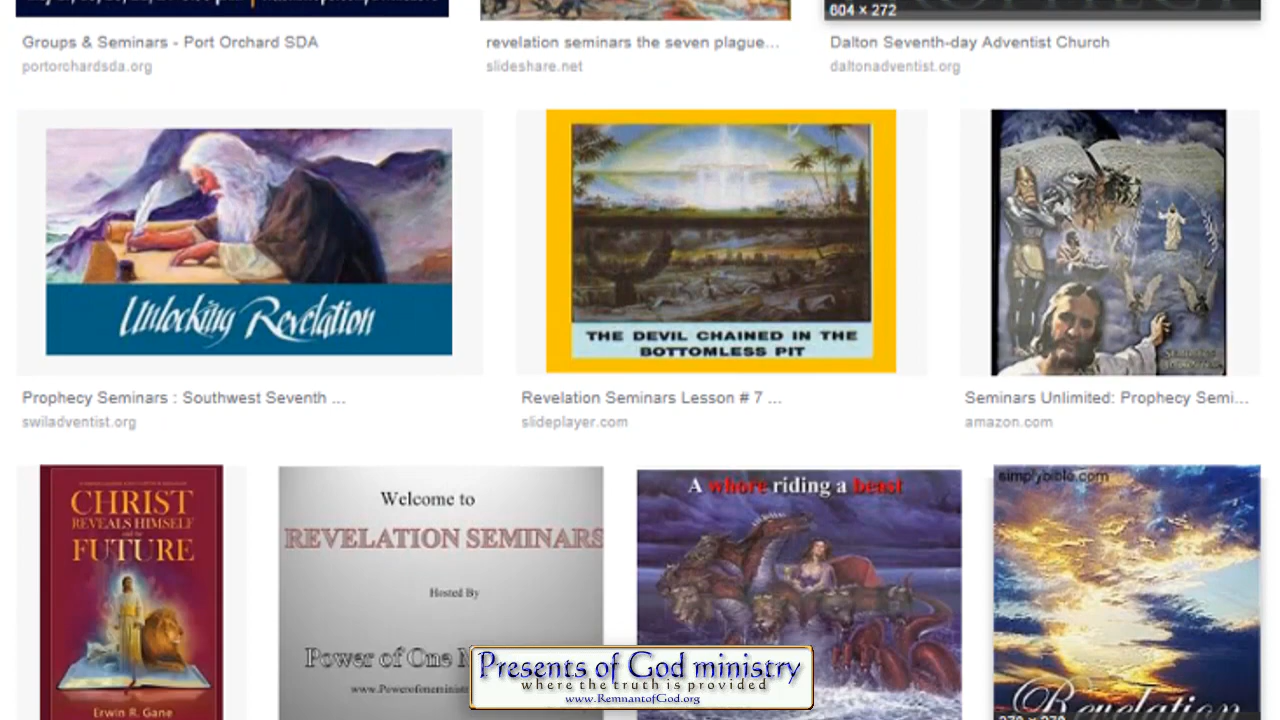 604 × 272
Groups & Seminars - Port Orchard SDA
portorchardsda.org
revelation seminars the seven plague...
slideshare.net
Dalton Seventh-day Adventist Church
daltonadventist.org
Unlocking Revelation
THE DEVIL CHAINED IN THE
BOTTOMLESS PIT
Prophecy Seminars : Southwest Seventh ...
swiladventist.org
Revelation Seminars Lesson # 7 ...
slideplayer.com
Seminars Unlimited: Prophecy Semi...
amazon.com
CHRIST
REVEALS HIMSELF
FUTURE
Erwin R. Gane
Welcome to
REVELATION SEMINARS
Hosted By
Power of One
A whore riding a beast
simplybible.com
Revelation
Presents of God ministry
where the truth is provided
www.RemnantofGod.org